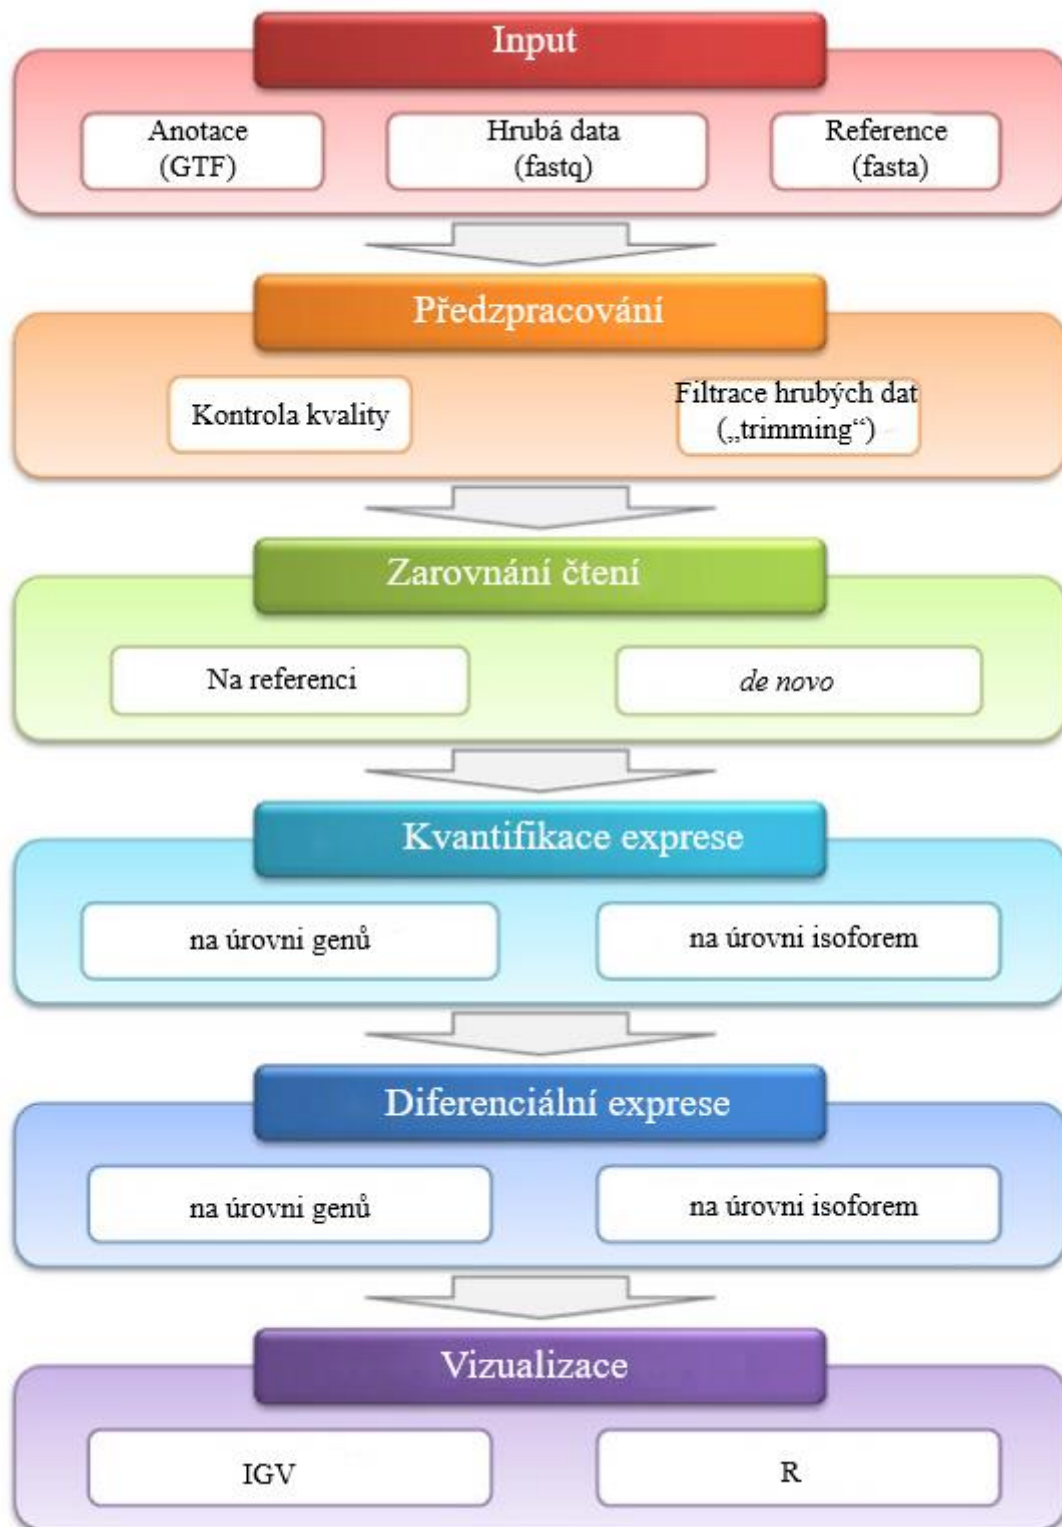 Input
Anotace
(GTF)
Hrubá data
(fastq)
Reference
(fasta)
Předzpracování
Kontrola kvality
Filtrace hrubých dat
(„trimming“)
Zarovnání čtení
Na referenci
de novo
Kvantifikace exprese
na úrovni genů
na úrovni isoforem
Diferenciální exprese
na úrovni genů
na úrovni isoforem
Vizualizace
IGV
R